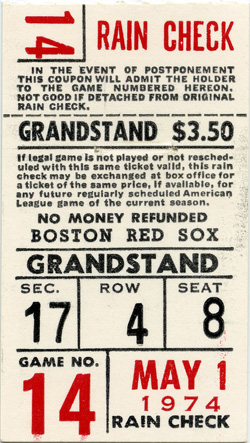 14 RAIN CHECK
IN THE EVENT OF POSTPONEMENT
THIS COUPON WILL ADMIT THE HOLDER
TO THE GAME NUMBERED HEREON,
NOT GOOD IF DETACHED FROM ORIGINAL
RAIN CHECK.
GRANDSTAND $3.50
If legal game is not played or not resched-
uled with this same ticket valid, this rain
check may be exchanged at box office for
a ticket of the same price, if available, for
any future regularly scheduled American
League game of the current season.
NO MONEY REFUNDED
BOSTON RED SOX
GRANDSTAND
SEC. ROW SEAT
17 4 8
GAME NO.
14
MAY 1
1974
RAIN CHECK